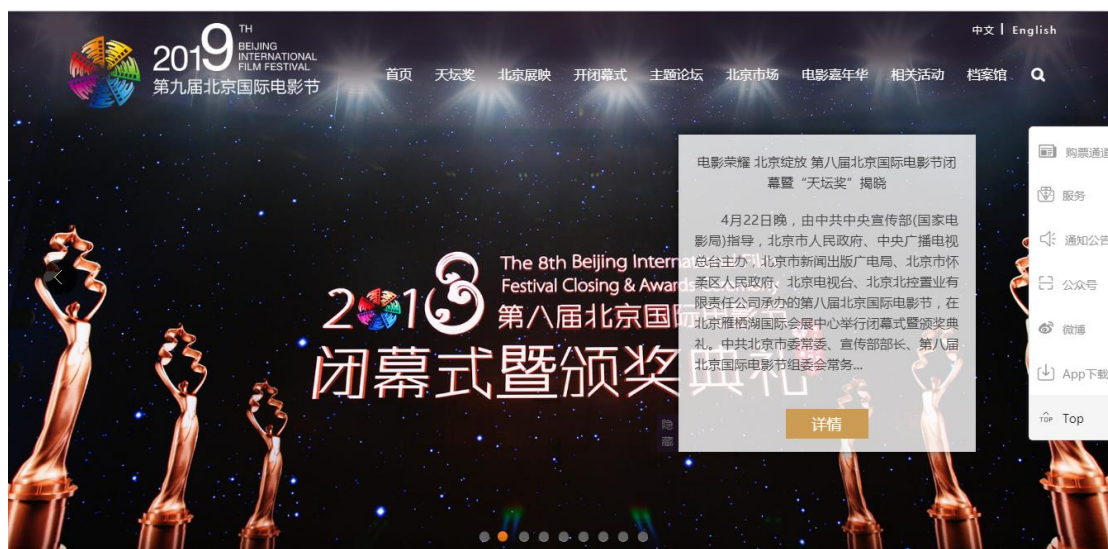 中文 | English
2019 TH
BEIJING
INTERNATIONAL
FILM FESTIVAL
第九届北京国际电影节
首页 天坛奖 北京展映 开闭幕式 主题论坛 北京市场 电影嘉年华 相关活动 档案馆
电影荣耀 北京绽放 第八届北京国际电影节闭
幕暨“天坛奖”揭晓
4月22日晚,由中共中央宣传部(国家电
影局)指导,北京市人民政府、中央广播电视
总台主办,北京市新闻出版广电局、北京市怀
柔区人民政府、北京电视台、北京北控置业有
限责任公司承办的第八届北京国际电影节,在
北京雁栖湖国际会展中心举行闭幕式暨颁奖典
礼。中共北京市委常委、宣传部部长、第八届
北京国际电影节组委会常务...
详情
隐
藏
The 8th Beijing Interna
Festival Closing & Award
2018
第八届北京国
闭幕式暨颁奖典礼
购票通道
服务
通知公告
公众号
微博
App下载
TOP Top